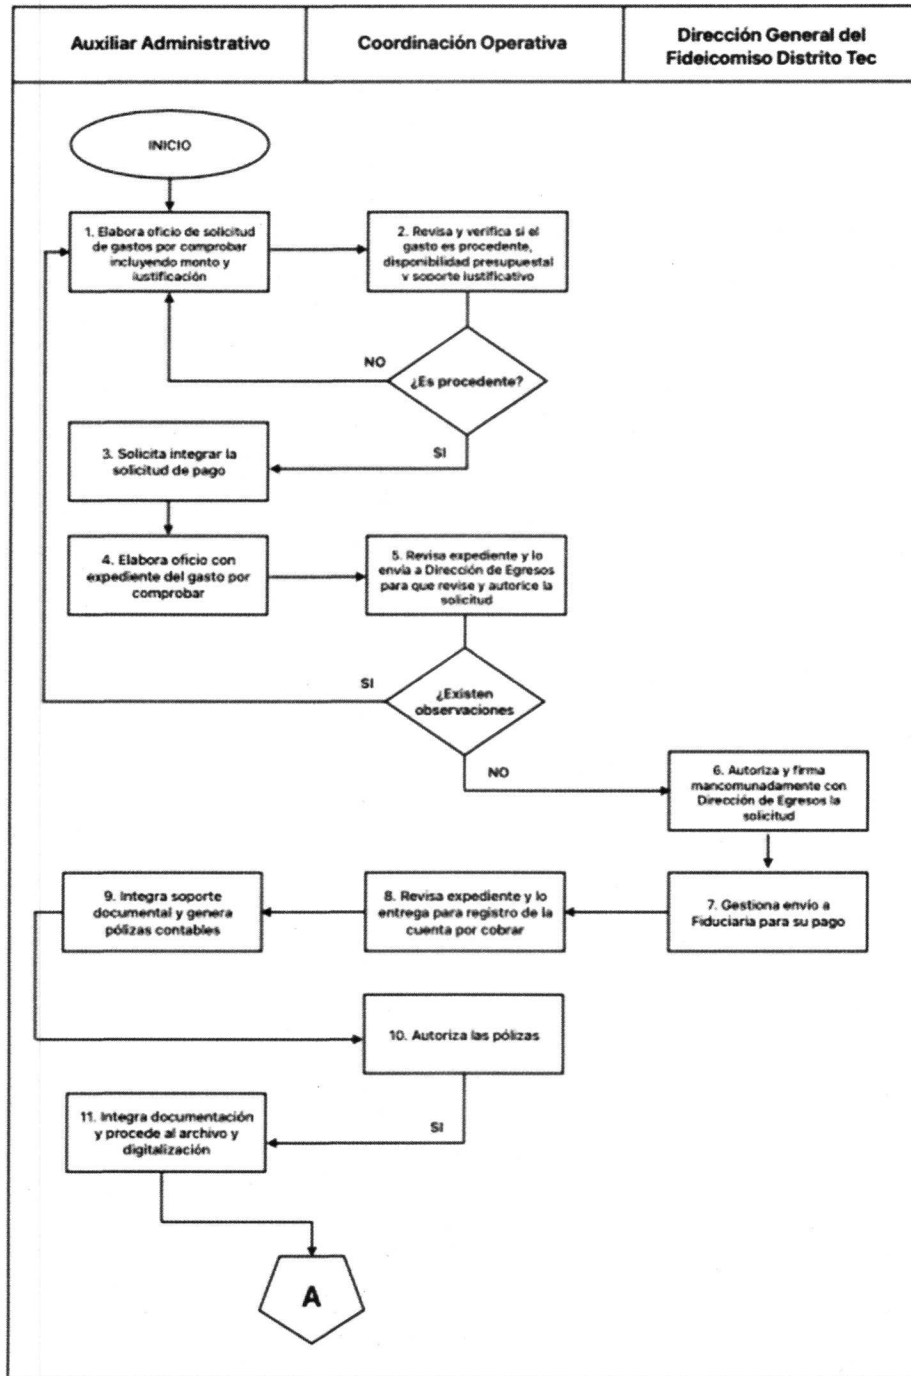 Auxiliar Administrativo
Coordinación Operativa
Dirección General del
Fideicomiso Distrito Tec
INICIO
1. Elabora oficio de solicitud
de gastos por comprobar
incluyendo monto y
justificación
2. Revisa y verifica si el
gasto es procedente,
disponibilidad presupuestal
y soporte justificativo
NO
¿Es procedente?
SI
3. Solicita integrar la
solicitud de pago
4. Elabora oficio con
expediente del gasto por
comprobar
5. Revisa expediente y lo
envía a Dirección de Egresos
para que revise y autorice la
solicitud
SI
¿Existen
observaciones
NO
6. Autoriza y firma
mancomunadamente con
Dirección de Egresos la
solicitud
9. Integra soporte
documental y genera
pólizas contables
8. Revisa expediente y lo
entrega para registro de la
cuenta por cobrar
7. Gestiona envío a
Fiduciaria para su pago
10. Autoriza las pólizas
11. Integra documentación
y procede al archivo y
digitalización
SI
A